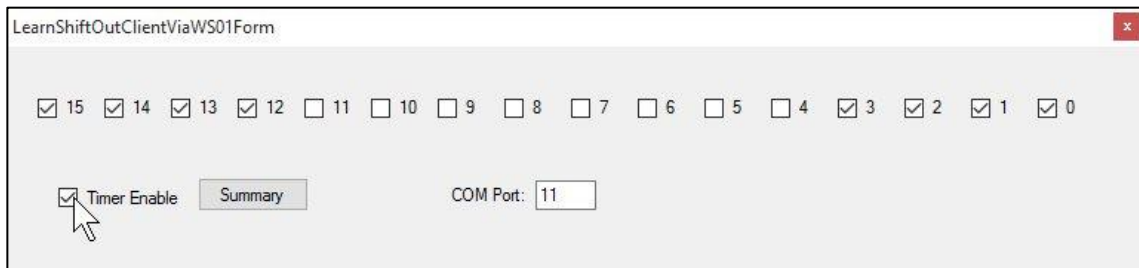 LearnShiftOutClientViaWS01Form x
15 14 13 12 11 10 9 8 7 6 5 4 3 2 1 0
Timer Enable Summary COM Port: 11